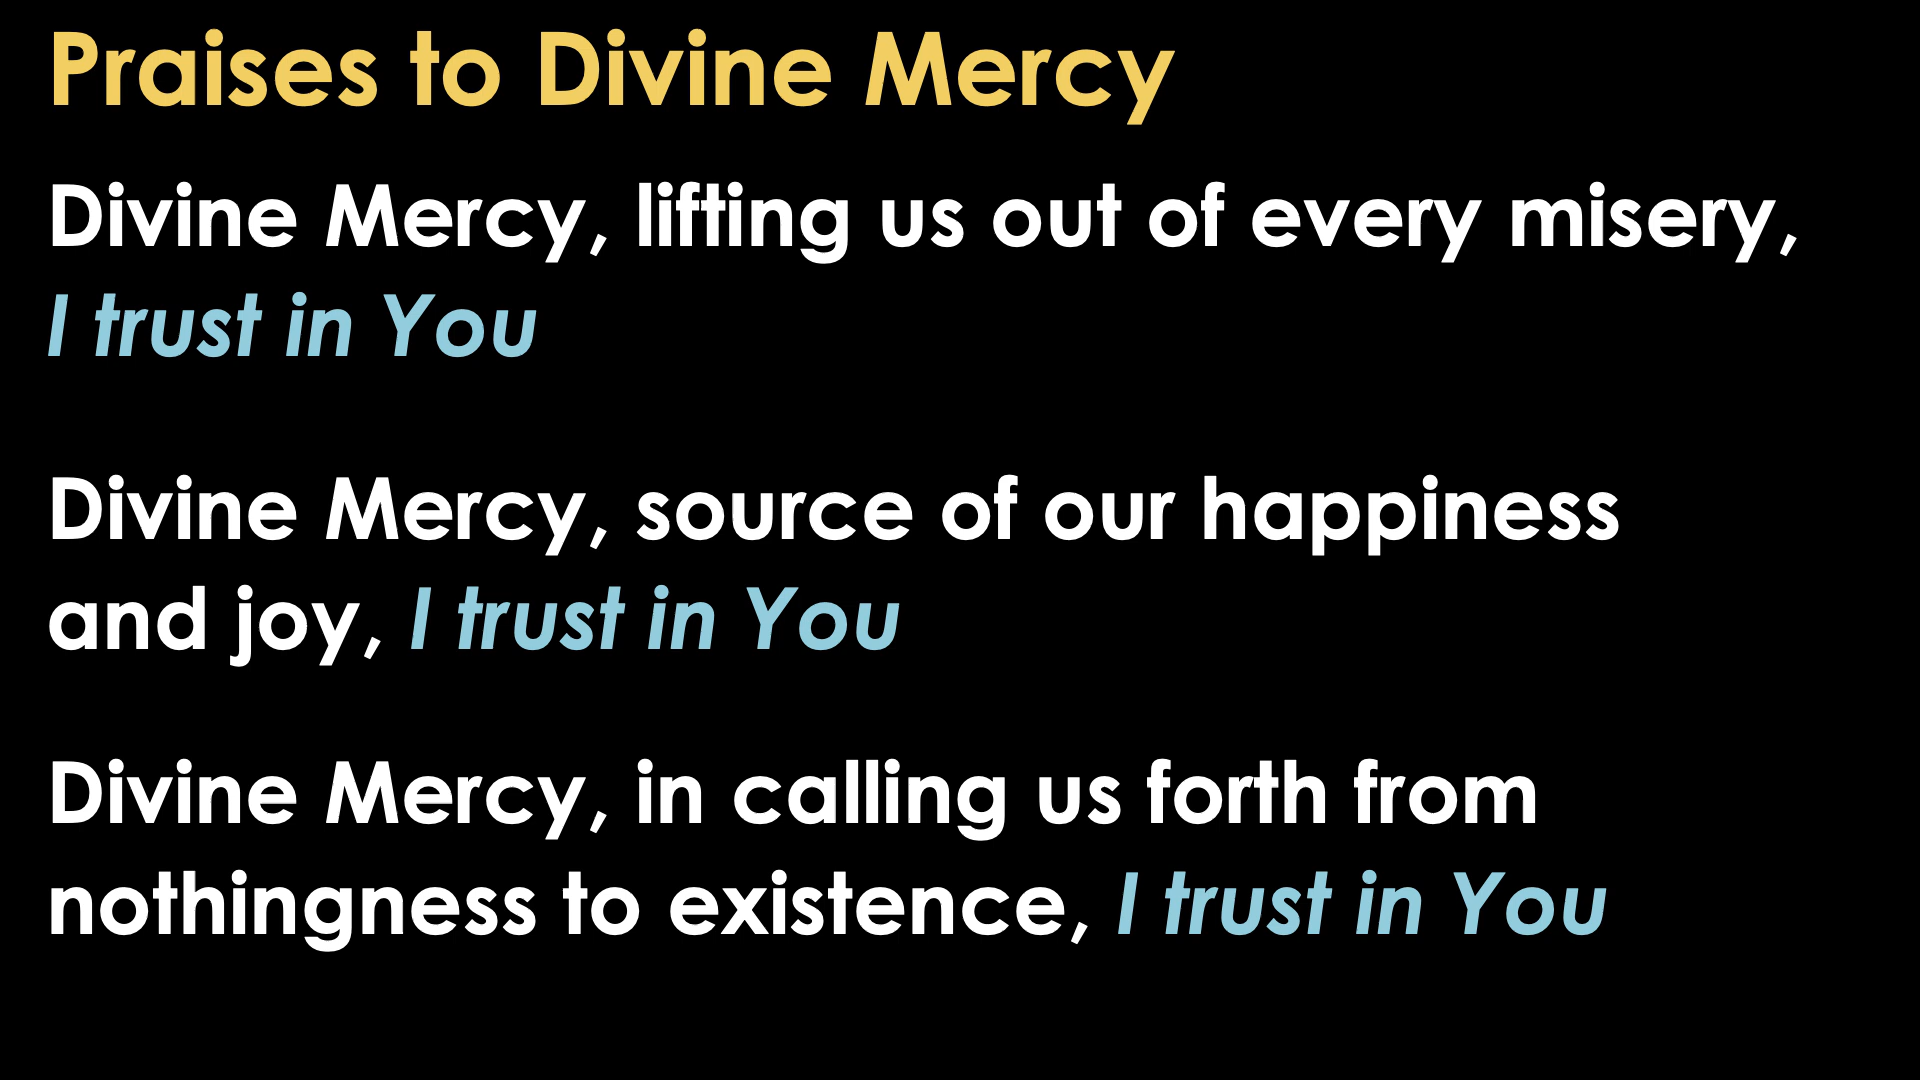 Praises to Divine Mercy
Divine Mercy, lifting us out of every misery,
I trust in You
Divine Mercy, source of our happiness
and joy, I trust in You
Divine Mercy, in calling us forth from
nothingness to existence, I trust in You